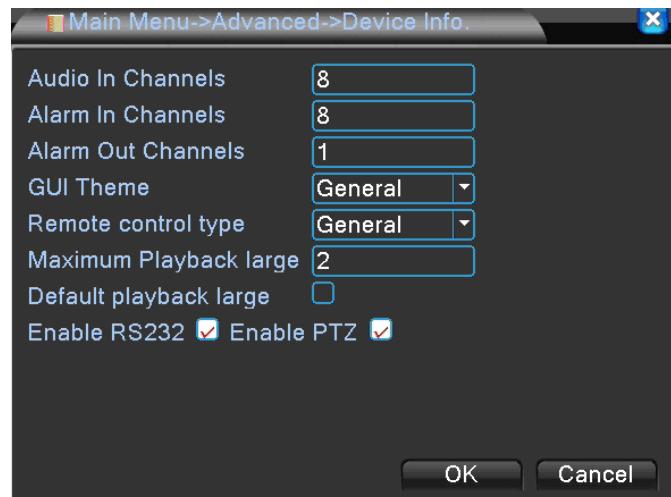 Main Menu->Advanced->Device Info.
Audio In Channels 8
Alarm In Channels 8
Alarm Out Channels 1
GUI Theme General
Remote control type General
Maximum Playback large 2
Default playback large
Enable RS232 Enable PTZ
OK Cancel